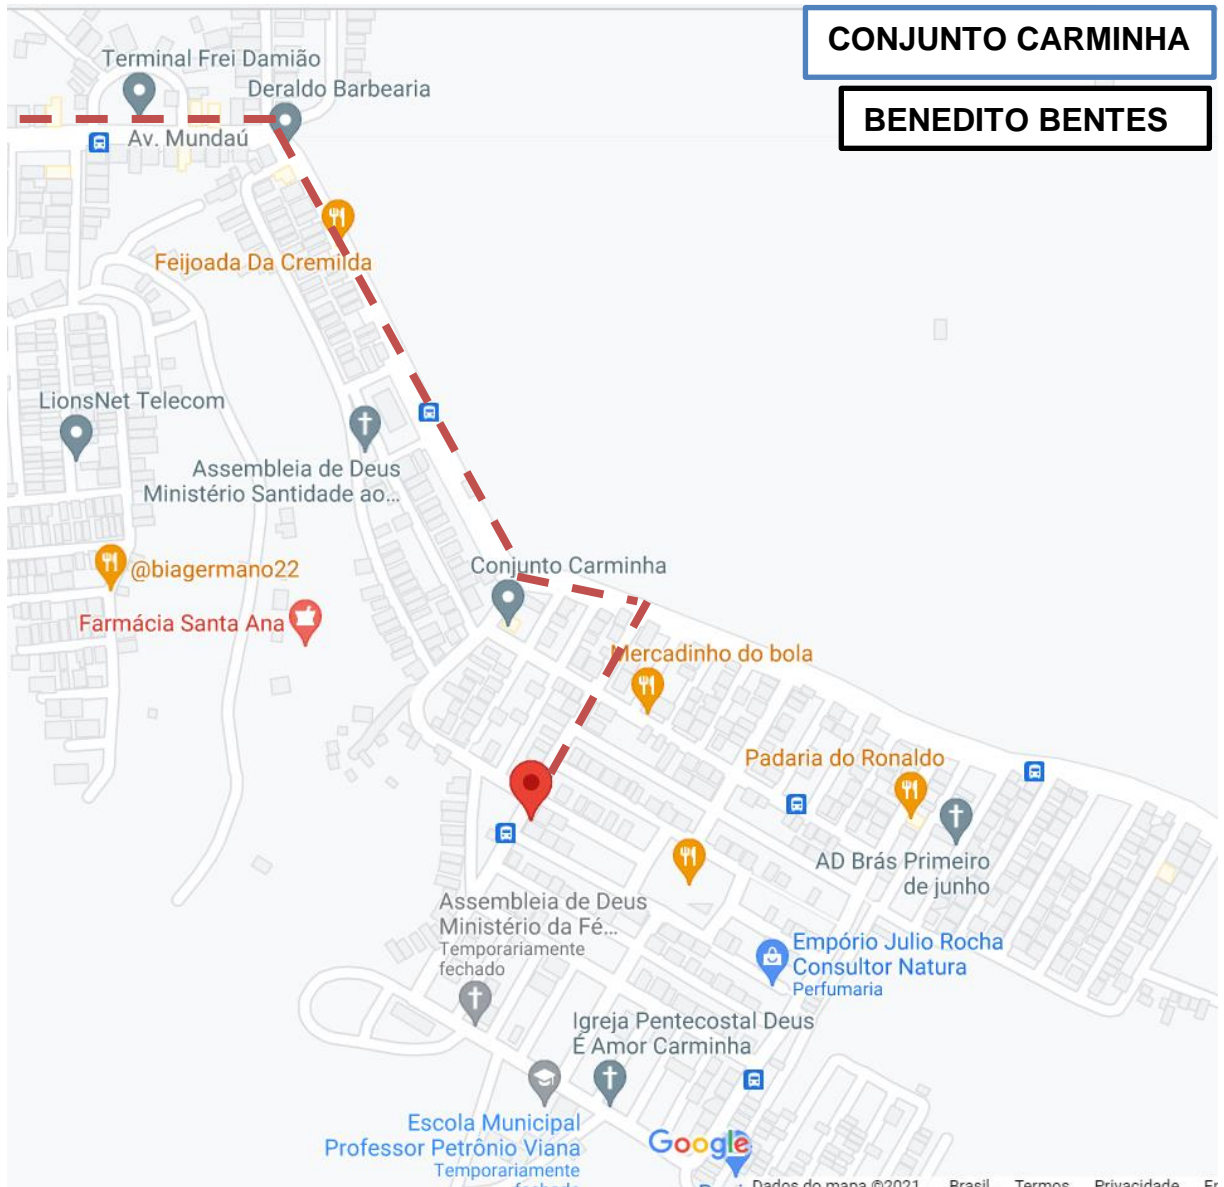 CONJUNTO CARMINHA
BENEDITO BENTES
Terminal Frei Damião
Deraldo Barbearia
Av. Mundaú
Feijoada Da Cremilda
LionsNet Telecom
Assembleia de Deus
Ministério Santidade ao...
Conjunto Carminha
@biagermano22
Farmácia Santa Ana
Mercadinho do bola
Padaria do Ronaldo
AD Brás Primeiro
de junho
Assembleia de Deus
Ministério da Fé...
Temporariamente
fechado
Empório Julio Rocha
Consultor Natura
Perfumaria
Igreja Pentecostal Deus
É Amor Carminha
Escola Municipal
Professor Petrônio Viana
Temporariamente
fechado
Google
Dados do mapa ©2021 Brasil Termos Privacidade